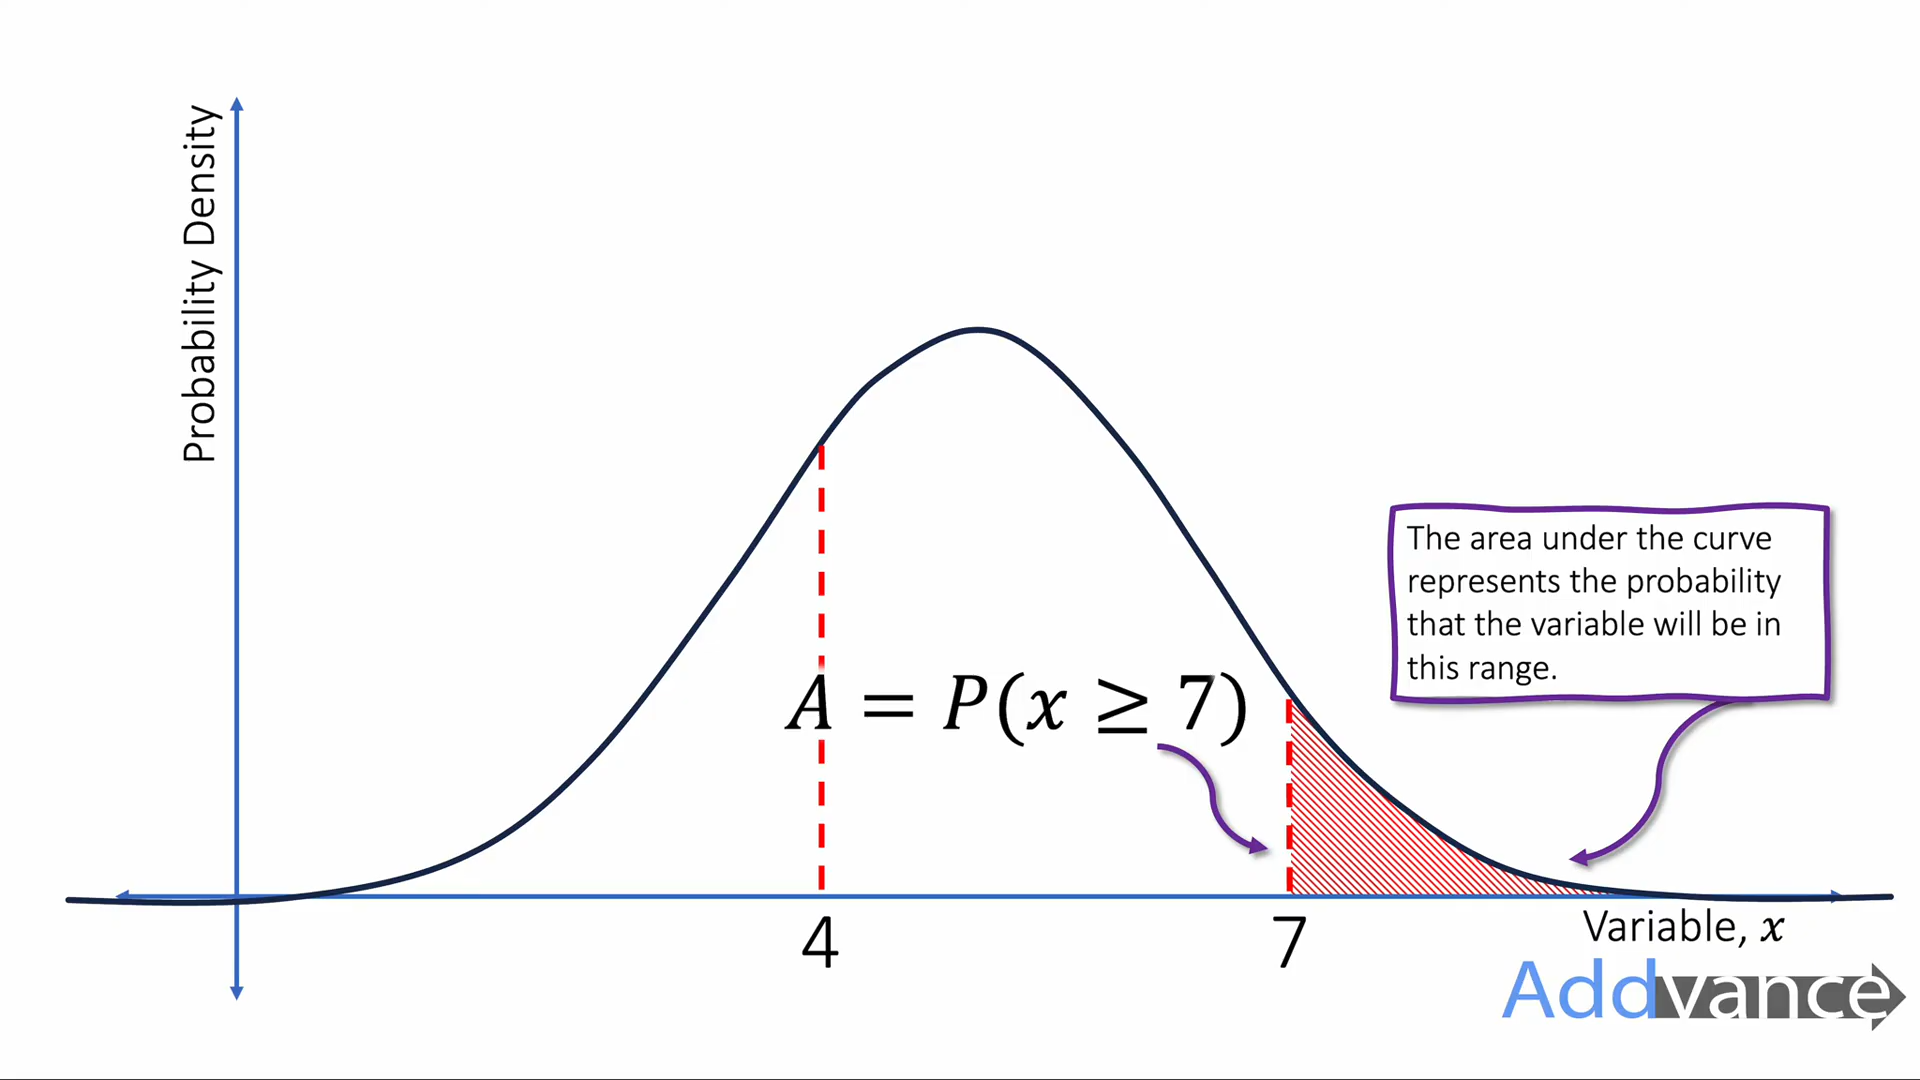 Probability Density
The area under the curve
represents the probability
that the variable will be in
this range.
A = P(x ≥ 7)
4
7
Variable, x
Addvance